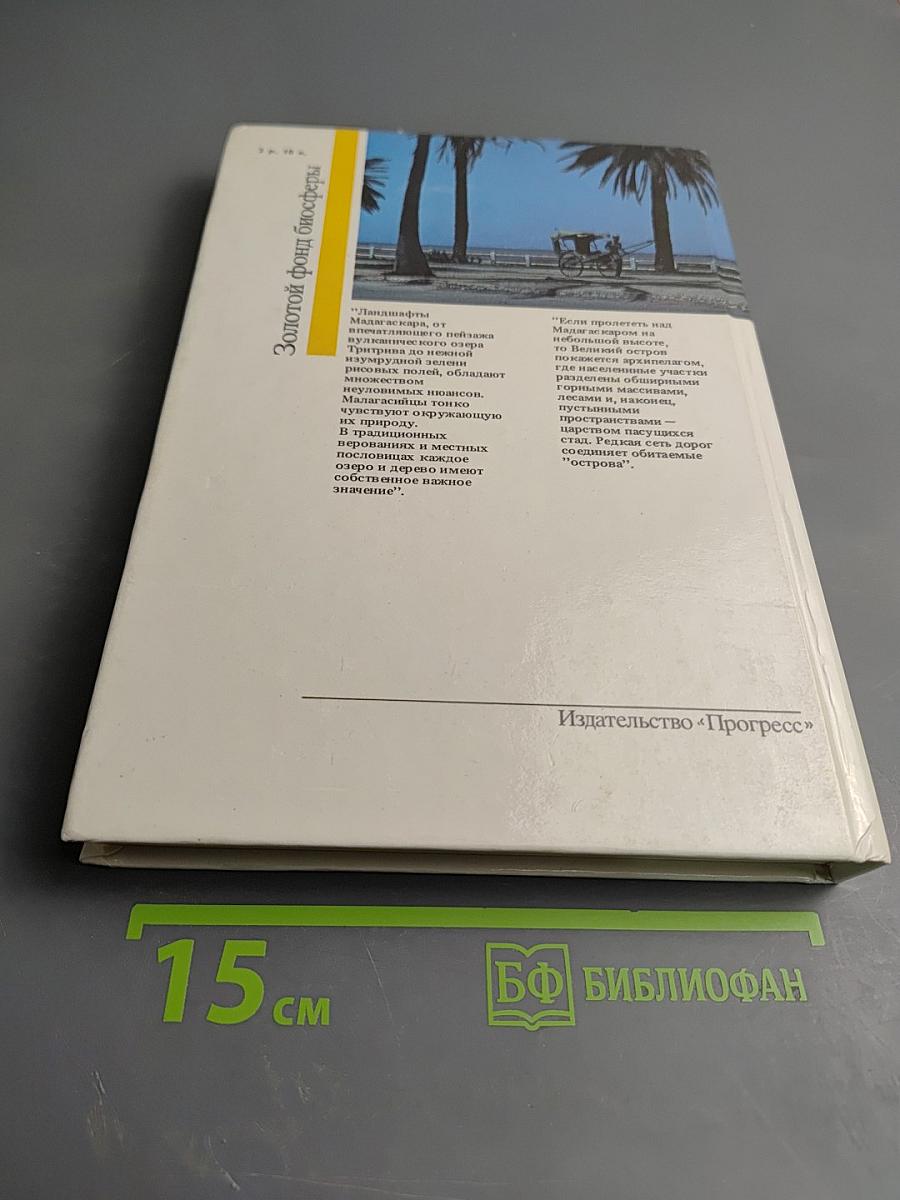 Золотой фонд биосферы
"Ландшафты
Мадагаскара, от
впечатляющего пейзажа
вулканического озера
Тритрива до нежной
изумрудной зелени
рисовых полей, обладают
множеством
неуловимых нюансов.
Малагасийцы тонко
чувствуют окружающую
их природу.
В традиционных
верованиях и местных
пословицах каждое
озеро и дерево имеют
собственное важное
значение".
"Если пролететь над
Мадагаскаром на
небольшой высоте,
то Великий остров
покажется архипелагом,
где населенные участки
разделены обширными
горными массивами,
лесами и, наконец,
пустынными
пространствами —
царством пасущихся
стад. Редкая сеть дорог
соединяет обитаемые
"острова".
Издательство «Прогресс»
15 см
БФ БИБЛИОФАН